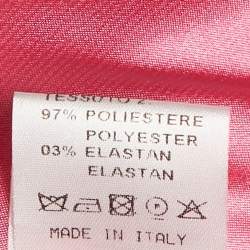 TESSUTO 2
97% POLIESTERE
POLYESTER
03% ELASTAN
ELASTAN
MADE IN ITALY